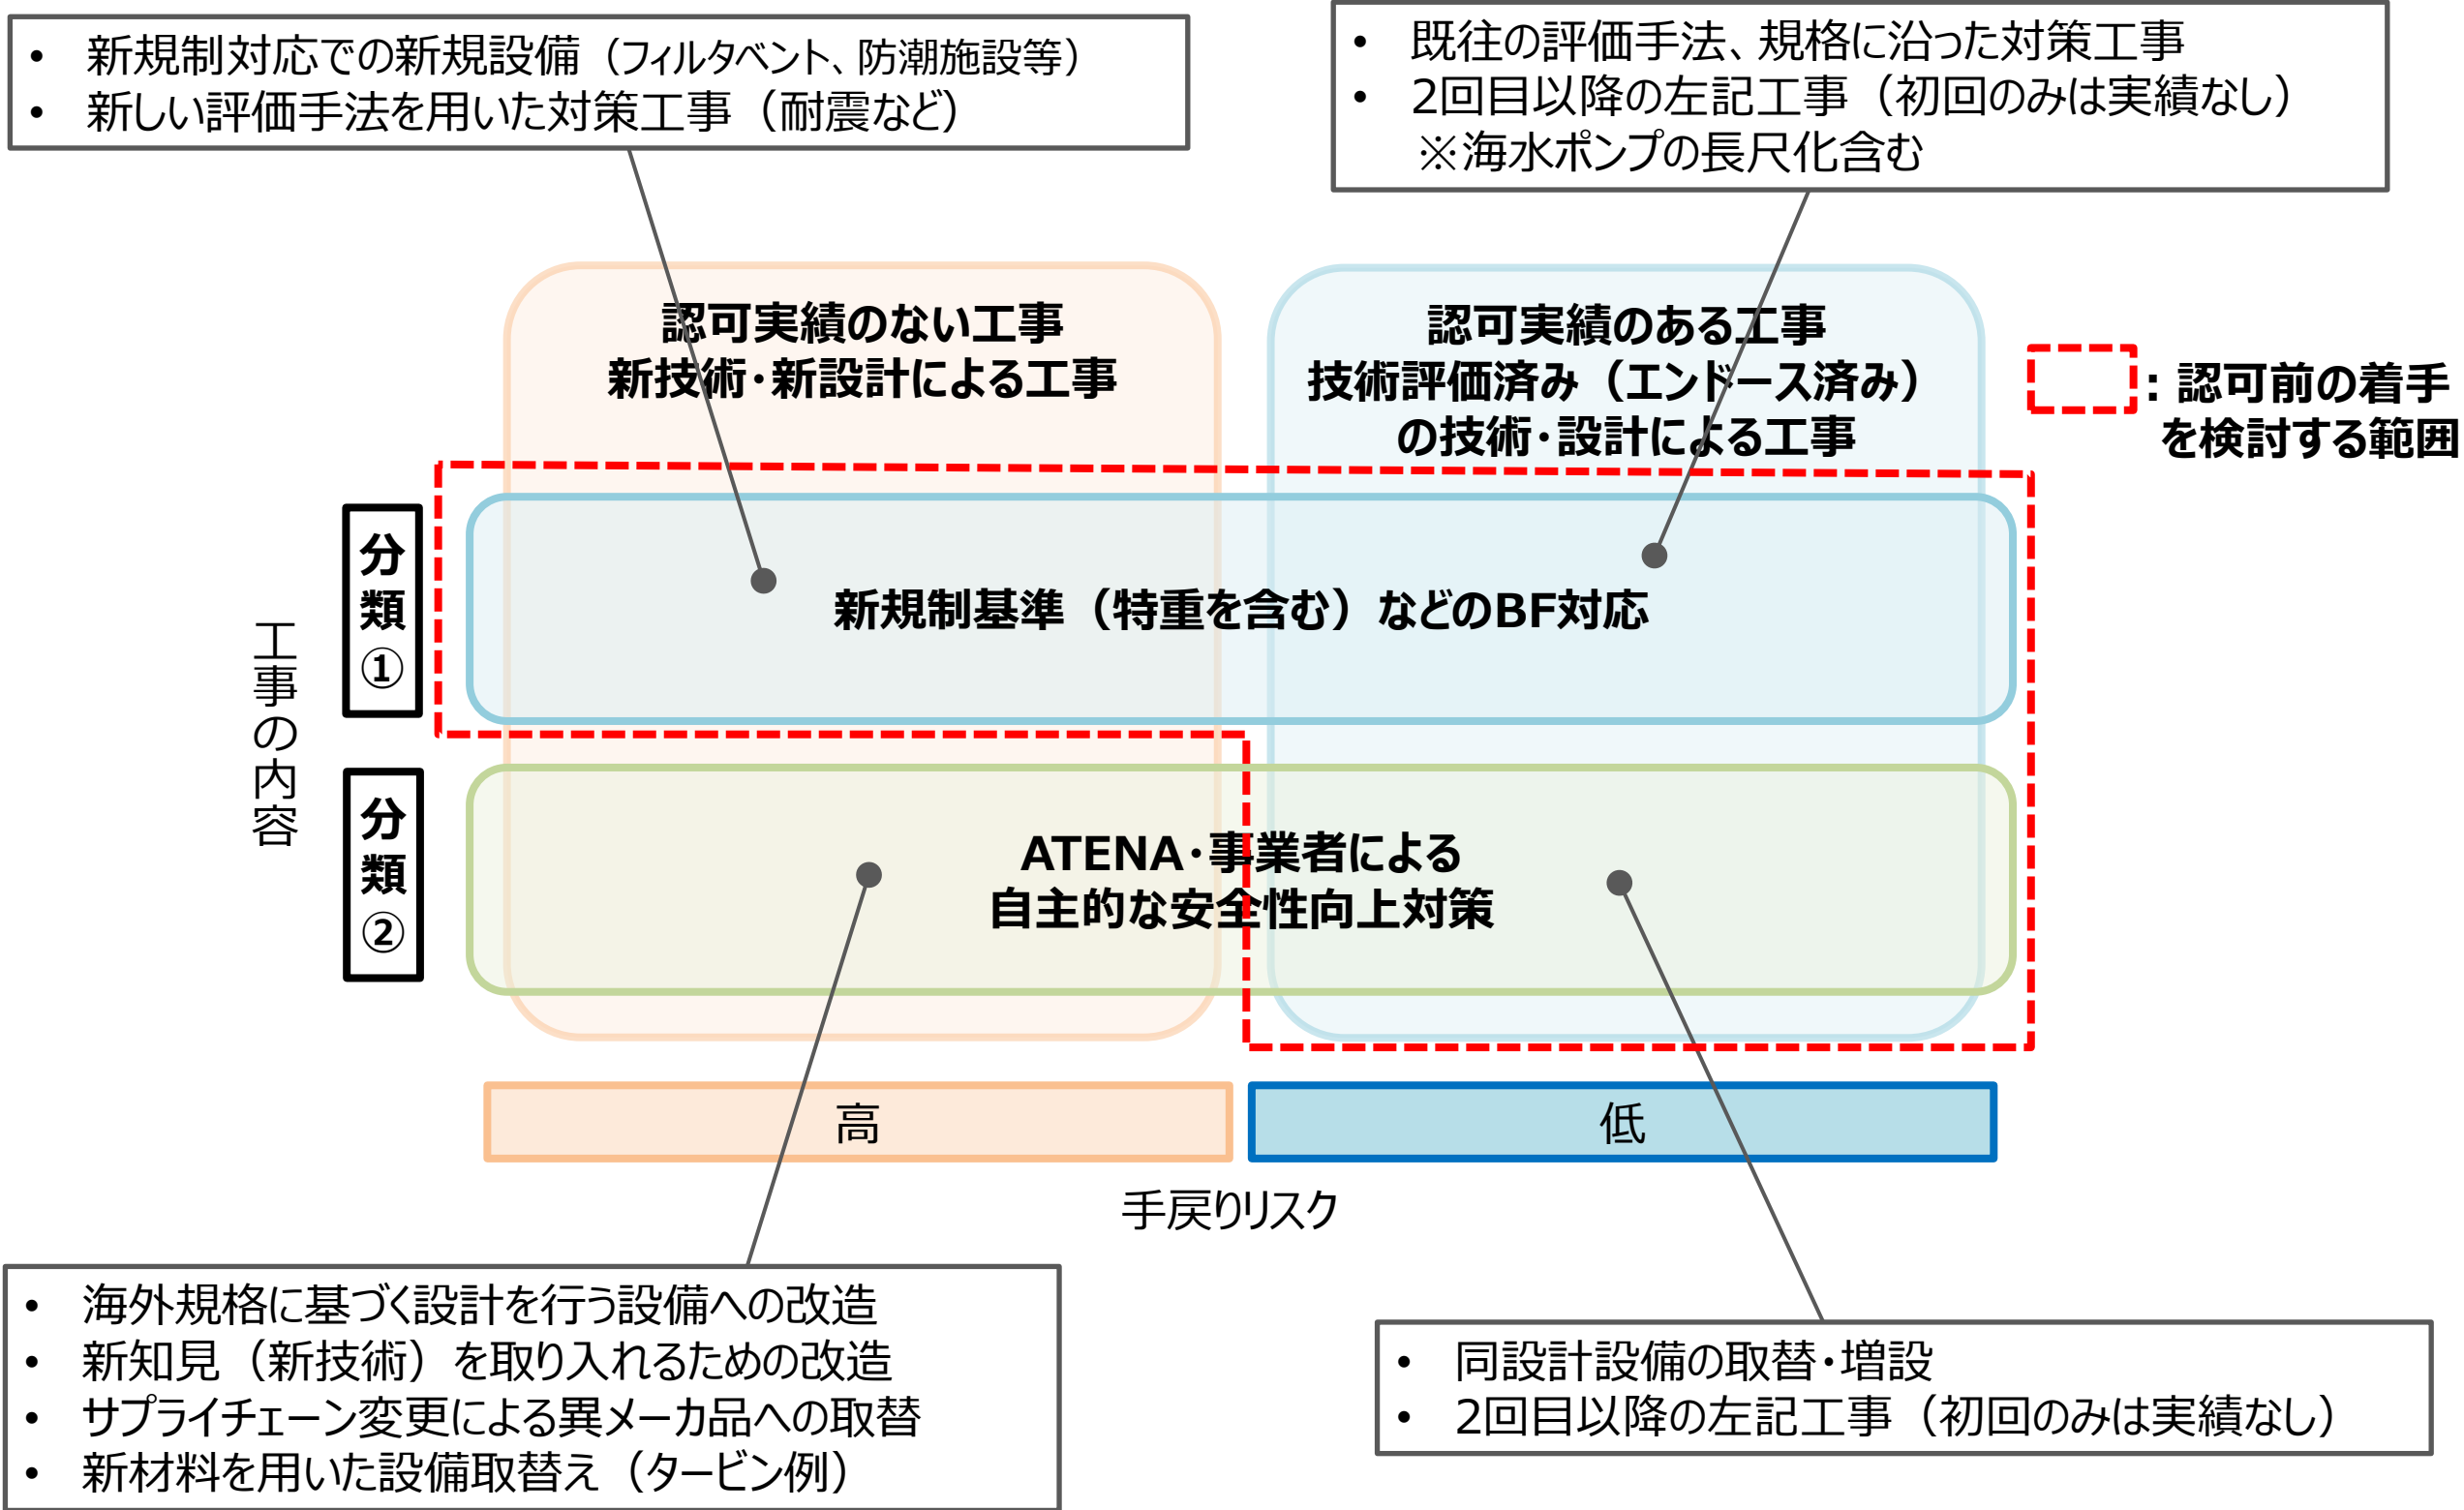 • 新規制対応での新規設備（フィルタベント、防潮施設等）
• 新しい評価手法を用いた対策工事（耐震など）
• 既往の評価手法、規格に沿った対策工事
• 2回目以降の左記工事（初回のみは実績なし）
※海水ポンプの長尺化含む
認可実績のない工事
新技術・新設計による工事
認可実績のある工事
技術評価済み（エンドース済み）
の技術・設計による工事
：認可前の着手
を検討する範囲
工事の内容
分類①
新規制基準（特重を含む）などのBF対応
分類②
ATENA・事業者による
自主的な安全性向上対策
高
低
手戻りリスク
• 海外規格に基づく設計を行う設備への改造
• 新知見（新技術）を取り入れるための改造
• サプライチェーン変更による異メーカ品への取替
• 新材料を用いた設備取替え（タービン例）
• 同設計設備の取替・増設
• 2回目以降の左記工事（初回のみは実績なし）